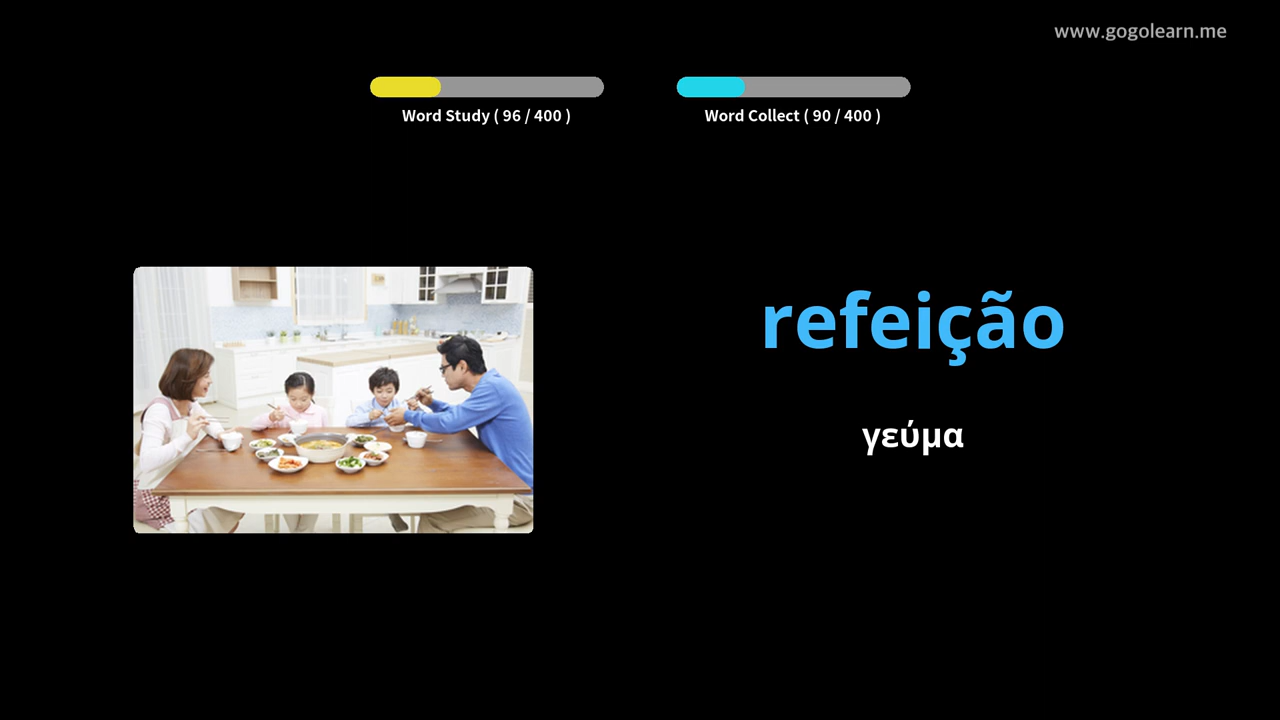 www.gogolearn.me
Word Study ( 96 / 400 )
Word Collect ( 90 / 400 )
refeição
γεύμα